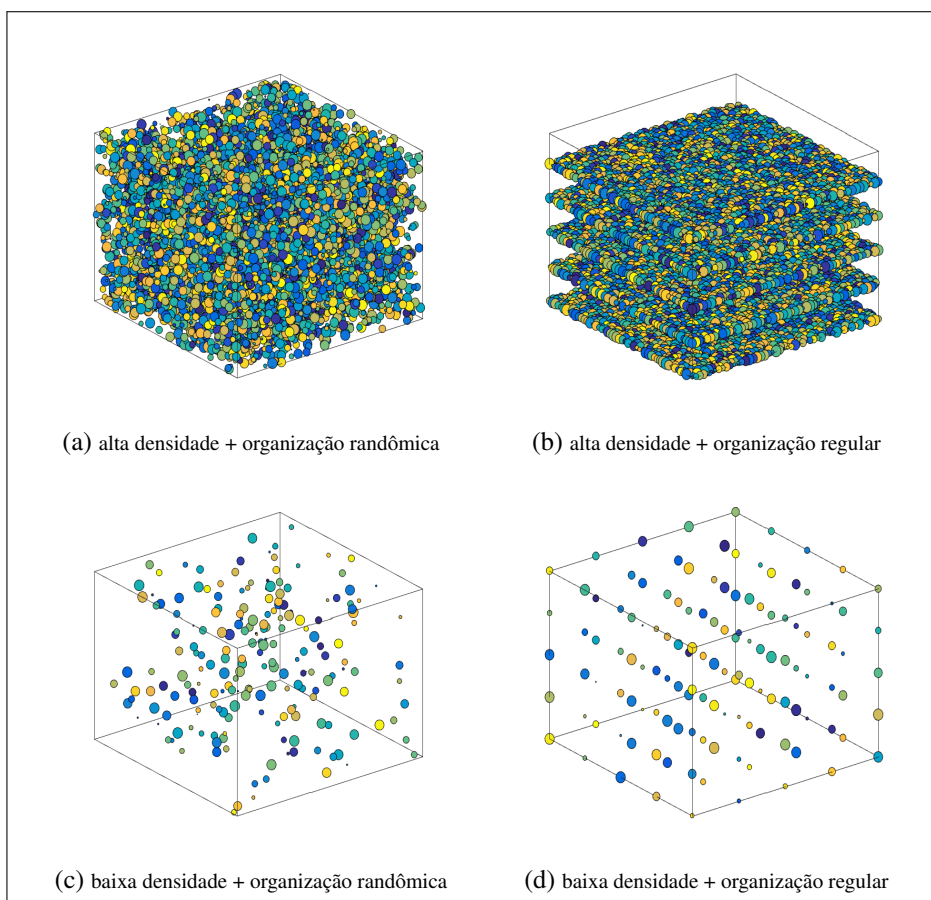 (a) alta densidade + organização randômica
(b) alta densidade + organização regular
(c) baixa densidade + organização randômica
(d) baixa densidade + organização regular